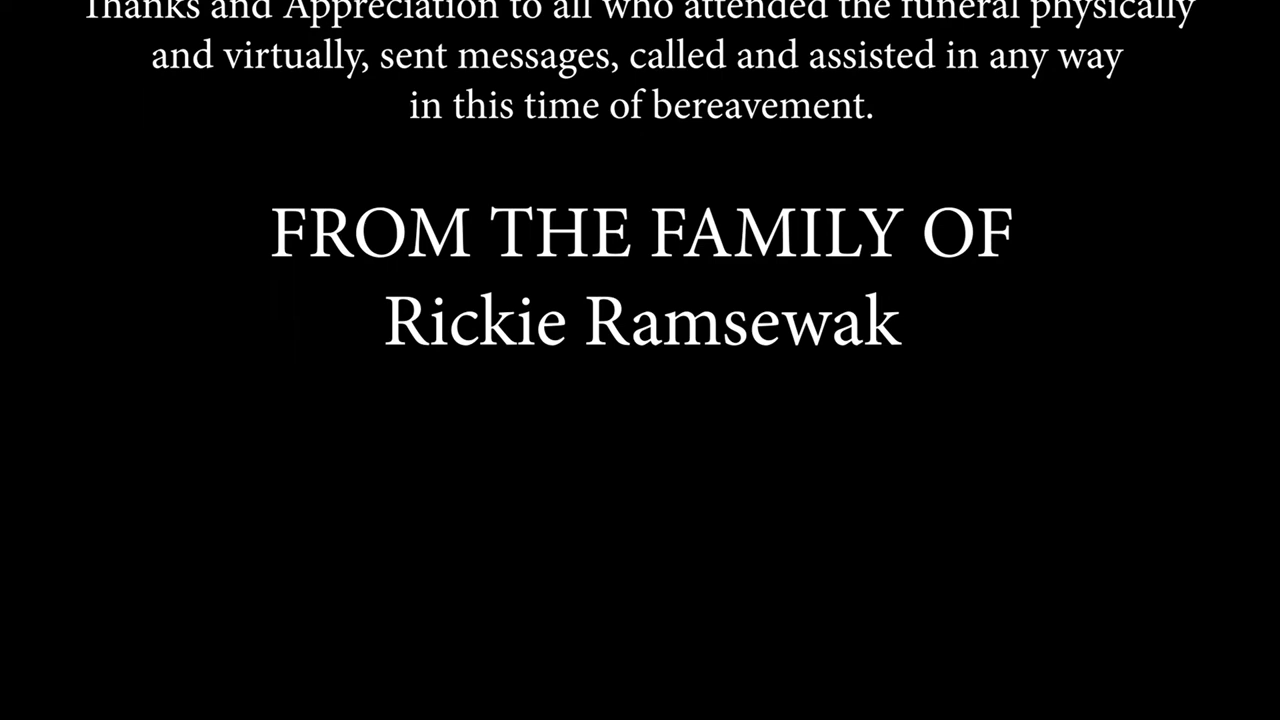 Thanks and Appreciation to all who attended the funeral physically
and virtually, sent messages, called and assisted in any way
in this time of bereavement.
FROM THE FAMILY OF
Rickie Ramsewak